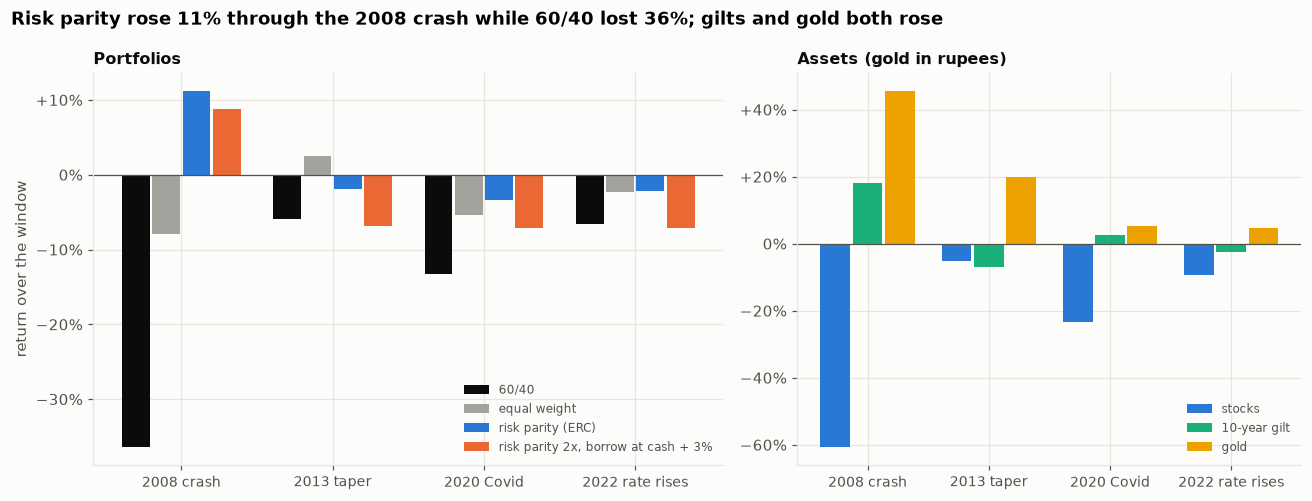 Risk parity rose 11% through the 2008 crash while 60/40 lost 36%; gilts and gold both rose
Portfolios
return over the window
+10%
0%
−10%
−20%
−30%
2008 crash
2013 taper
2020 Covid
2022 rate rises
60/40
equal weight
risk parity (ERC)
risk parity 2x, borrow at cash + 3%
Assets (gold in rupees)
+40%
+20%
0%
−20%
−40%
−60%
2008 crash
2013 taper
2020 Covid
2022 rate rises
stocks
10-year gilt
gold